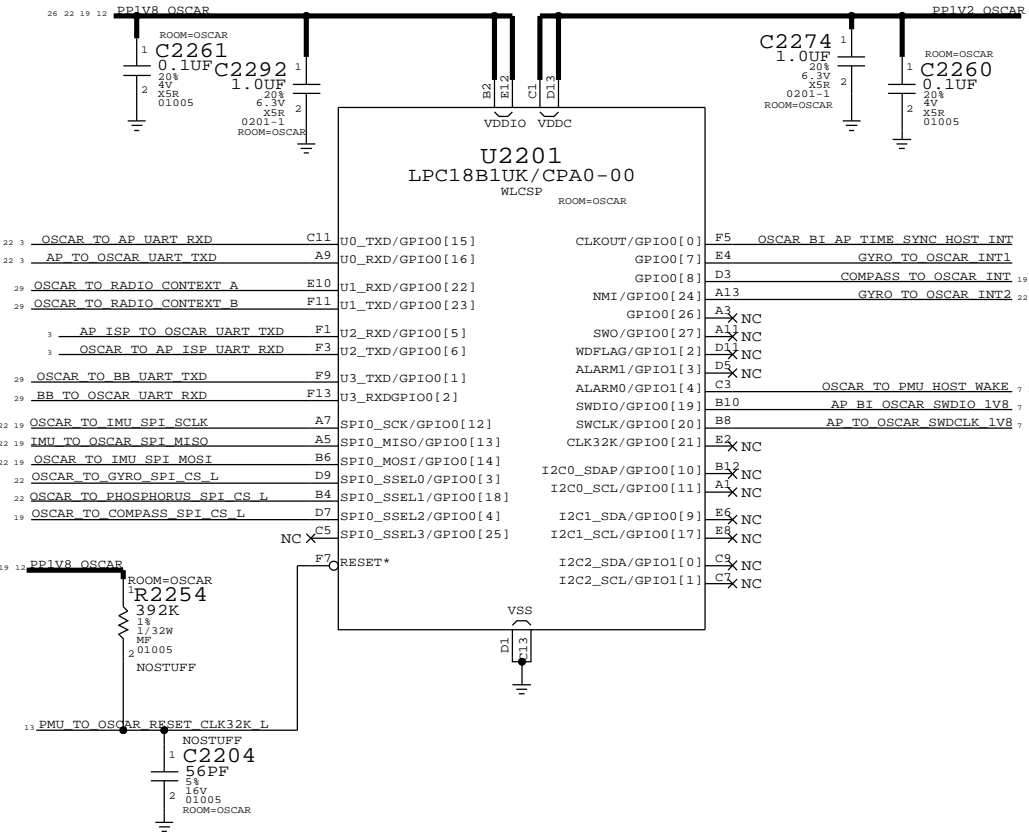 26 22 19 12 PP1V8_OSCAR
PP1V2_OSCAR
ROOM=OSCAR
1 C2261
0.1UF
20%
4V
X5R
2 01005
C2292 1
1.0UF
20%
6.3V
X5R 2
0201-1
ROOM=OSCAR
C2274 1
1.0UF
20%
6.3V 2
X5R
0201-1
ROOM=OSCAR
ROOM=OSCAR
1 C2260
0.1UF
20%
4V
X5R
2 01005
B2 E12 C1 D13
VDDIO VDDC
U2201
LPC18B1UK/CPA0-00
WLCSP
ROOM=OSCAR
22 3 OSCAR_TO_AP_UART_RXD C11 U0_TXD/GPIO0[15]
22 3 AP_TO_OSCAR_UART_TXD A9 U0_RXD/GPIO0[16]
29 OSCAR_TO_RADIO_CONTEXT_A E10 U1_RXD/GPIO0[22]
29 OSCAR_TO_RADIO_CONTEXT_B F11 U1_TXD/GPIO0[23]
3 AP_ISP_TO_OSCAR_UART_TXD F1 U2_RXD/GPIO0[5]
3 OSCAR_TO_AP_ISP_UART_RXD F3 U2_TXD/GPIO0[6]
29 OSCAR_TO_BB_UART_TXD F9 U3_TXD/GPIO0[1]
29 BB_TO_OSCAR_UART_RXD F13 U3_RXDGPIO0[2]
22 19 OSCAR_TO_IMU_SPI_SCLK A7 SPI0_SCK/GPIO0[12]
22 19 IMU_TO_OSCAR_SPI_MISO A5 SPI0_MISO/GPIO0[13]
22 19 OSCAR_TO_IMU_SPI_MOSI B6 SPI0_MOSI/GPIO0[14]
22 OSCAR_TO_GYRO_SPI_CS_L D9 SPI0_SSEL0/GPIO0[3]
22 OSCAR_TO_PHOSPHORUS_SPI_CS_L B4 SPI0_SSEL1/GPIO0[18]
19 OSCAR_TO_COMPASS_SPI_CS_L D7 SPI0_SSEL2/GPIO0[4]
NC C5 SPI0_SSEL3/GPIO0[25]
F7 RESET*
CLKOUT/GPIO0[0] F5 OSCAR_BI_AP_TIME_SYNC_HOST_INT
GPIO0[7] E4 GYRO_TO_OSCAR_INT1
GPIO0[8] D3 COMPASS_TO_OSCAR_INT 19
NMI/GPIO0[24] A13 GYRO_TO_OSCAR_INT2 22
GPIO0[26] A3 NC
SWO/GPIO0[27] A11 NC
WDFLAG/GPIO1[2] D11 NC
ALARM1/GPIO1[3] D5 NC
ALARM0/GPIO1[4] C3 OSCAR_TO_PMU_HOST_WAKE 7
SWDIO/GPIO0[19] B10 AP_BI_OSCAR_SWDIO_1V8 7
SWCLK/GPIO0[20] B8 AP_TO_OSCAR_SWDCLK_1V8 7
CLK32K/GPIO0[21] E2 NC
I2C0_SDAP/GPIO0[10] B12 NC
I2C0_SCL/GPIO0[11] A1 NC
I2C1_SDA/GPIO0[9] E6 NC
I2C1_SCL/GPIO0[17] E8 NC
I2C2_SDA/GPIO1[0] C9 NC
I2C2_SCL/GPIO1[1] C7 NC
VSS
D1 C13
19 12 PP1V8_OSCAR
ROOM=OSCAR
1 R2254
392K
1%
1/32W
MF
2 01005
NOSTUFF
13 PMU_TO_OSCAR_RESET_CLK32K_L
NOSTUFF
1 C2204
56PF
5%
16V
2 01005
ROOM=OSCAR